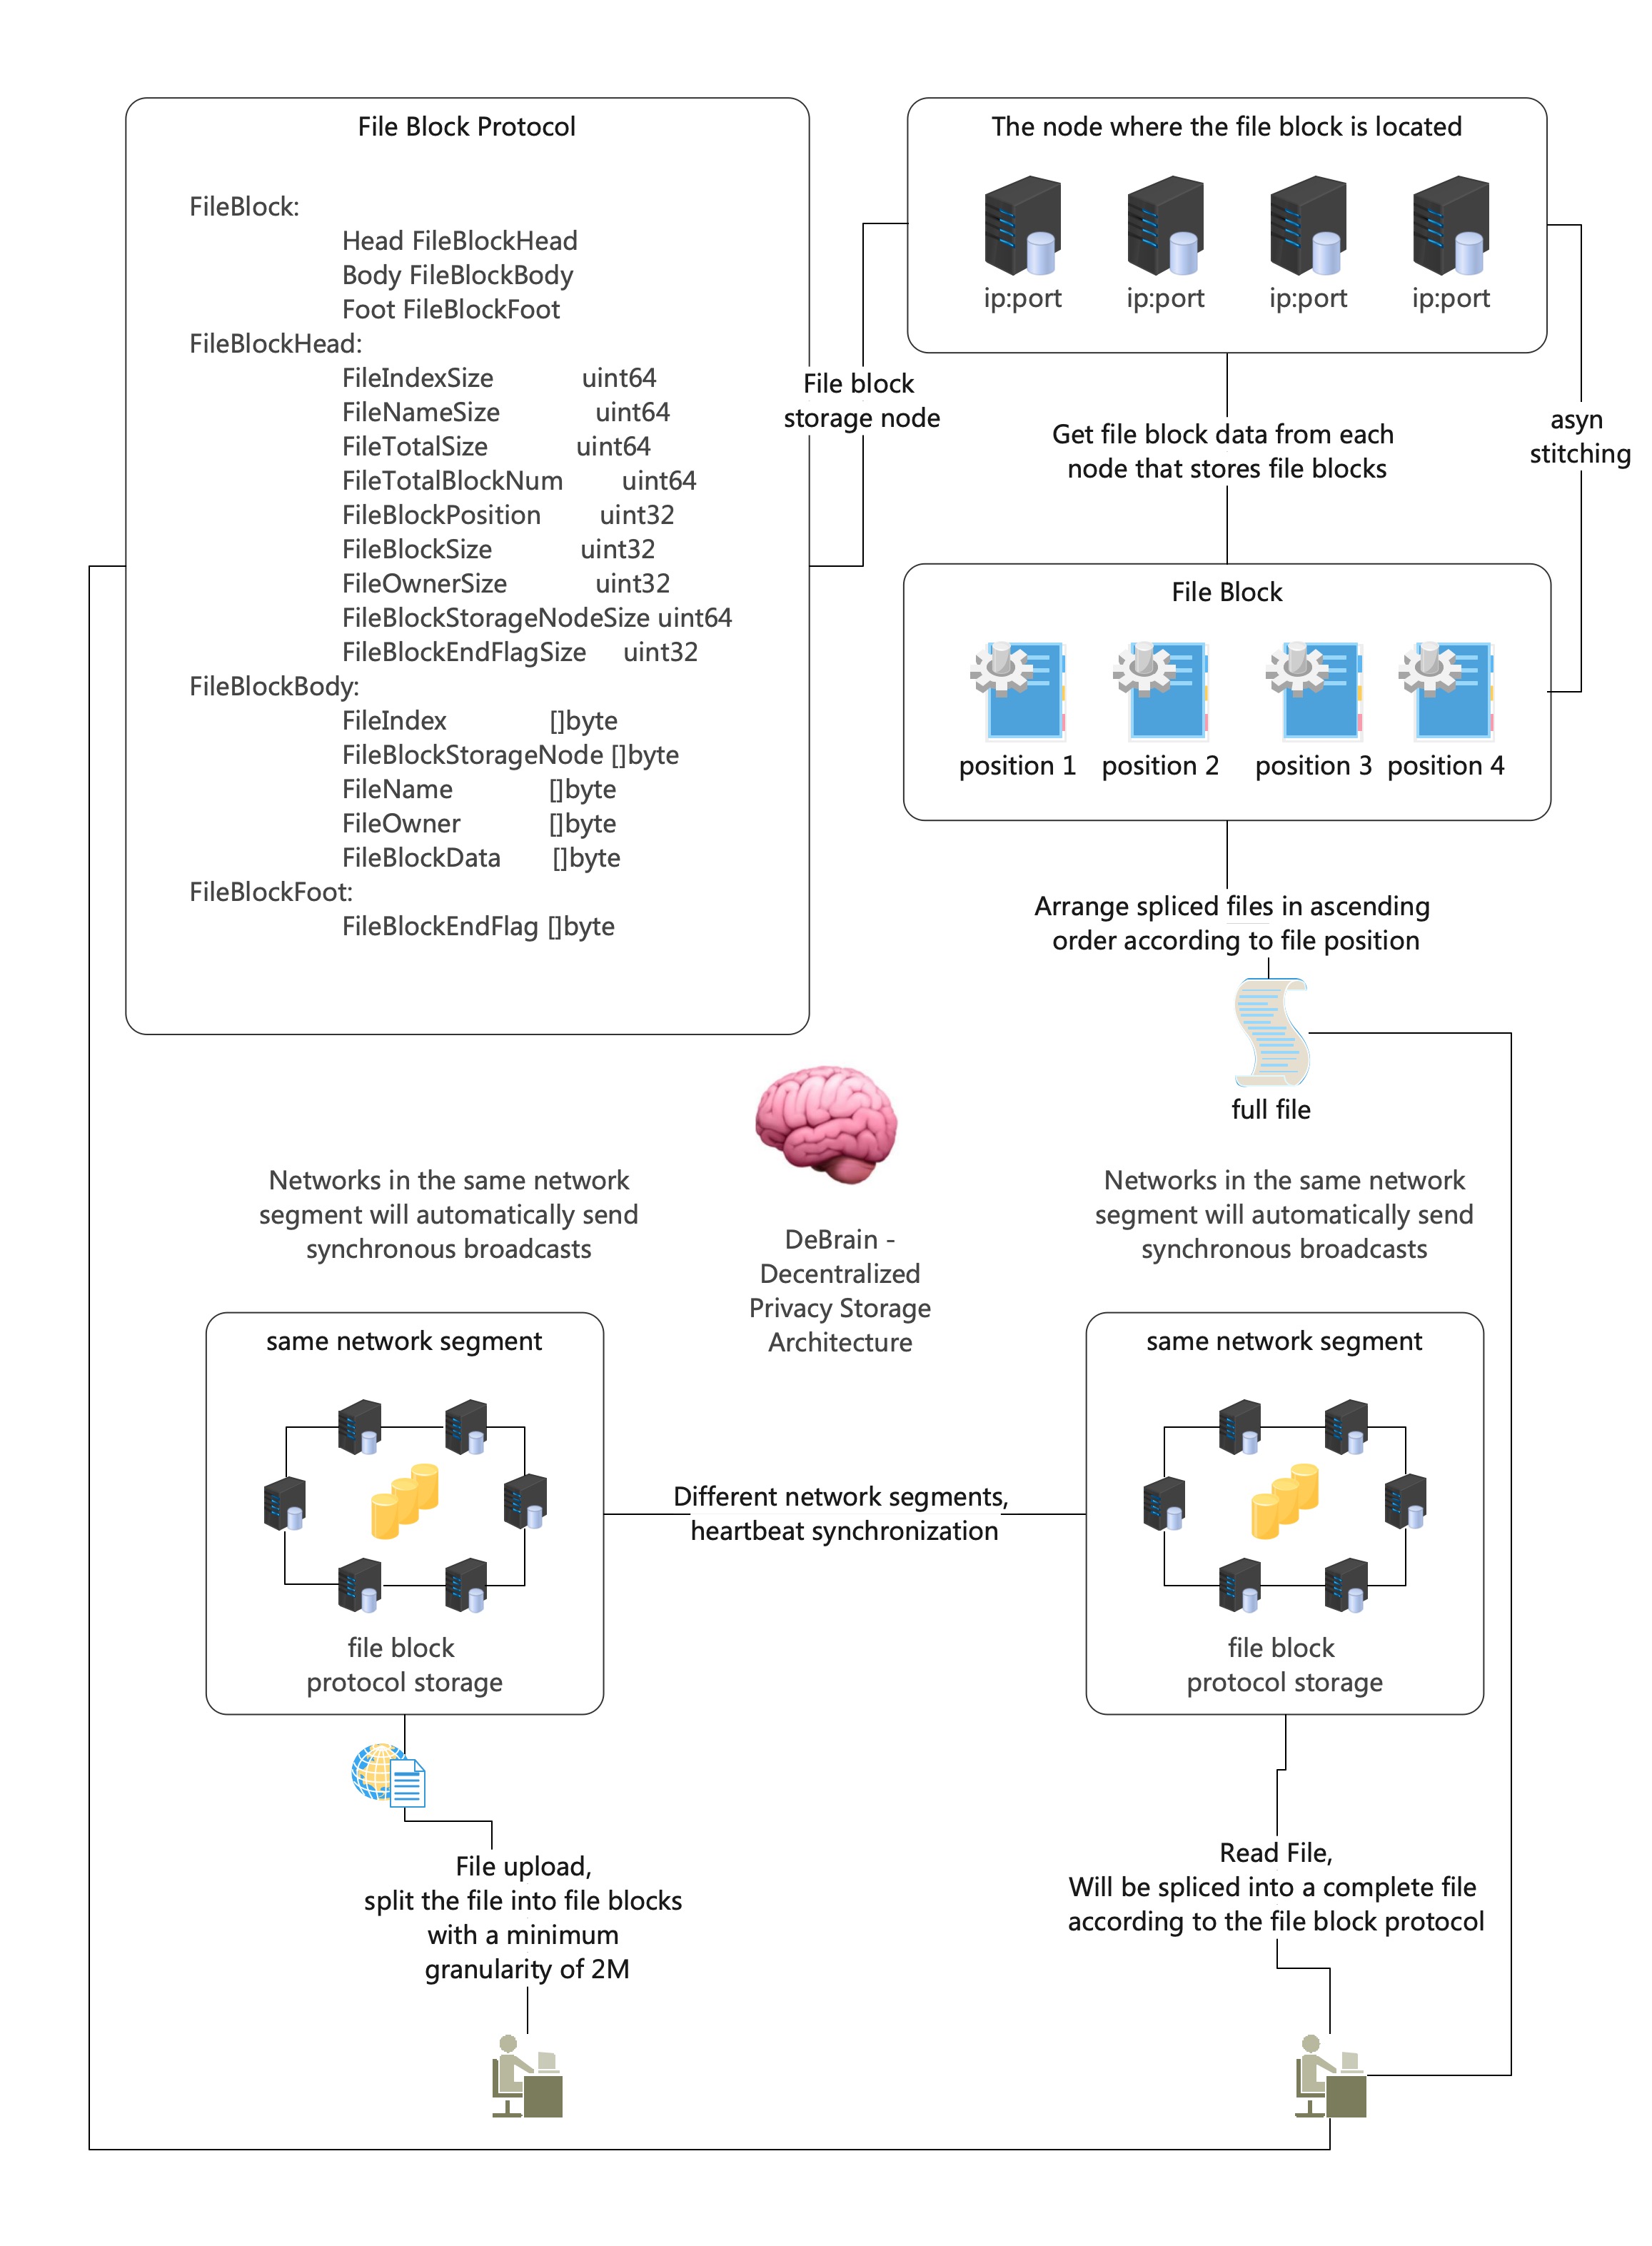 File Block Protocol
FileBlock:
Head FileBlockHead
Body FileBlockBody
Foot FileBlockFoot
FileBlockHead:
FileIndexSize uint64
FileNameSize uint64
FileTotalSize uint64
FileTotalBlockNum uint64
FileBlockPosition uint32
FileBlockSize uint32
FileOwnerSize uint32
FileBlockStorageNodeSize uint64
FileBlockEndFlagSize uint32
FileBlockBody:
FileIndex []byte
FileBlockStorageNode []byte
FileName []byte
FileOwner []byte
FileBlockData []byte
FileBlockFoot:
FileBlockEndFlag []byte
File block
storage node
The node where the file block is located
ip:port ip:port ip:port ip:port
Get file block data from each
node that stores file blocks
asyn
stitching
File Block
position 1 position 2 position 3 position 4
Arrange spliced files in ascending
order according to file position
full file
DeBrain -
Decentralized
Privacy Storage
Architecture
Networks in the same network
segment will automatically send
synchronous broadcasts
same network segment
file block
protocol storage
Different network segments,
heartbeat synchronization
Networks in the same network
segment will automatically send
synchronous broadcasts
same network segment
file block
protocol storage
File upload,
split the file into file blocks
with a minimum
granularity of 2M
Read File,
Will be spliced into a complete file
according to the file block protocol